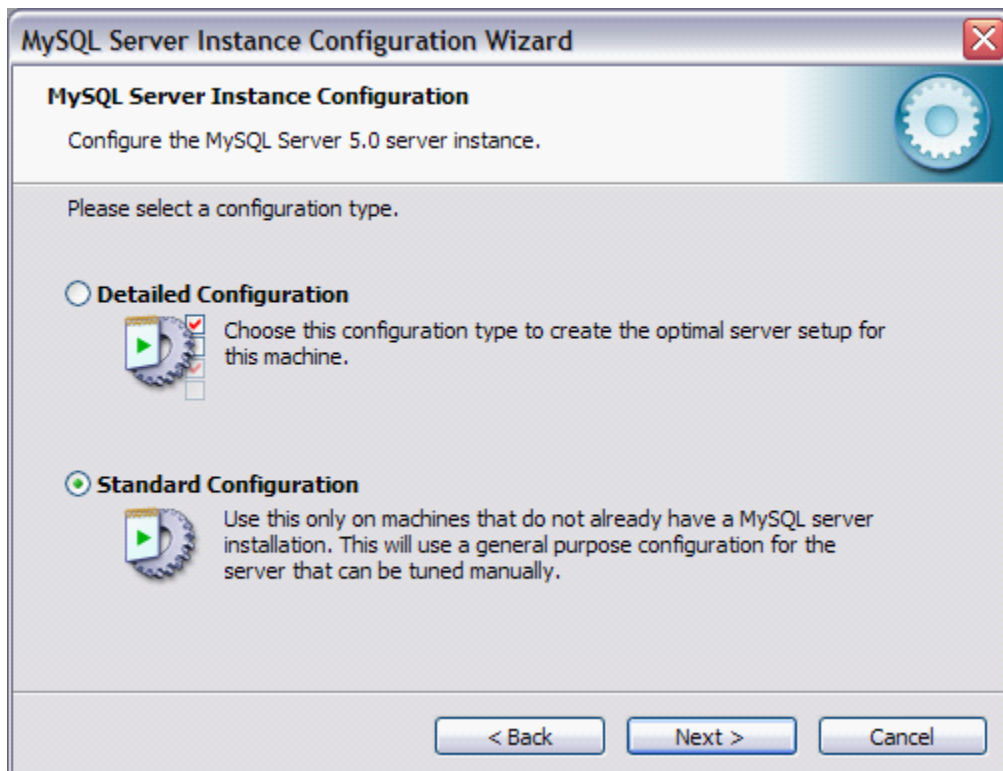 MySQL Server Instance Configuration Wizard
MySQL Server Instance Configuration
Configure the MySQL Server 5.0 server instance.
Please select a configuration type.
Detailed Configuration
Choose this configuration type to create the optimal server setup for
this machine.
Standard Configuration
Use this only on machines that do not already have a MySQL server
installation. This will use a general purpose configuration for the
server that can be tuned manually.
< Back
Next >
Cancel